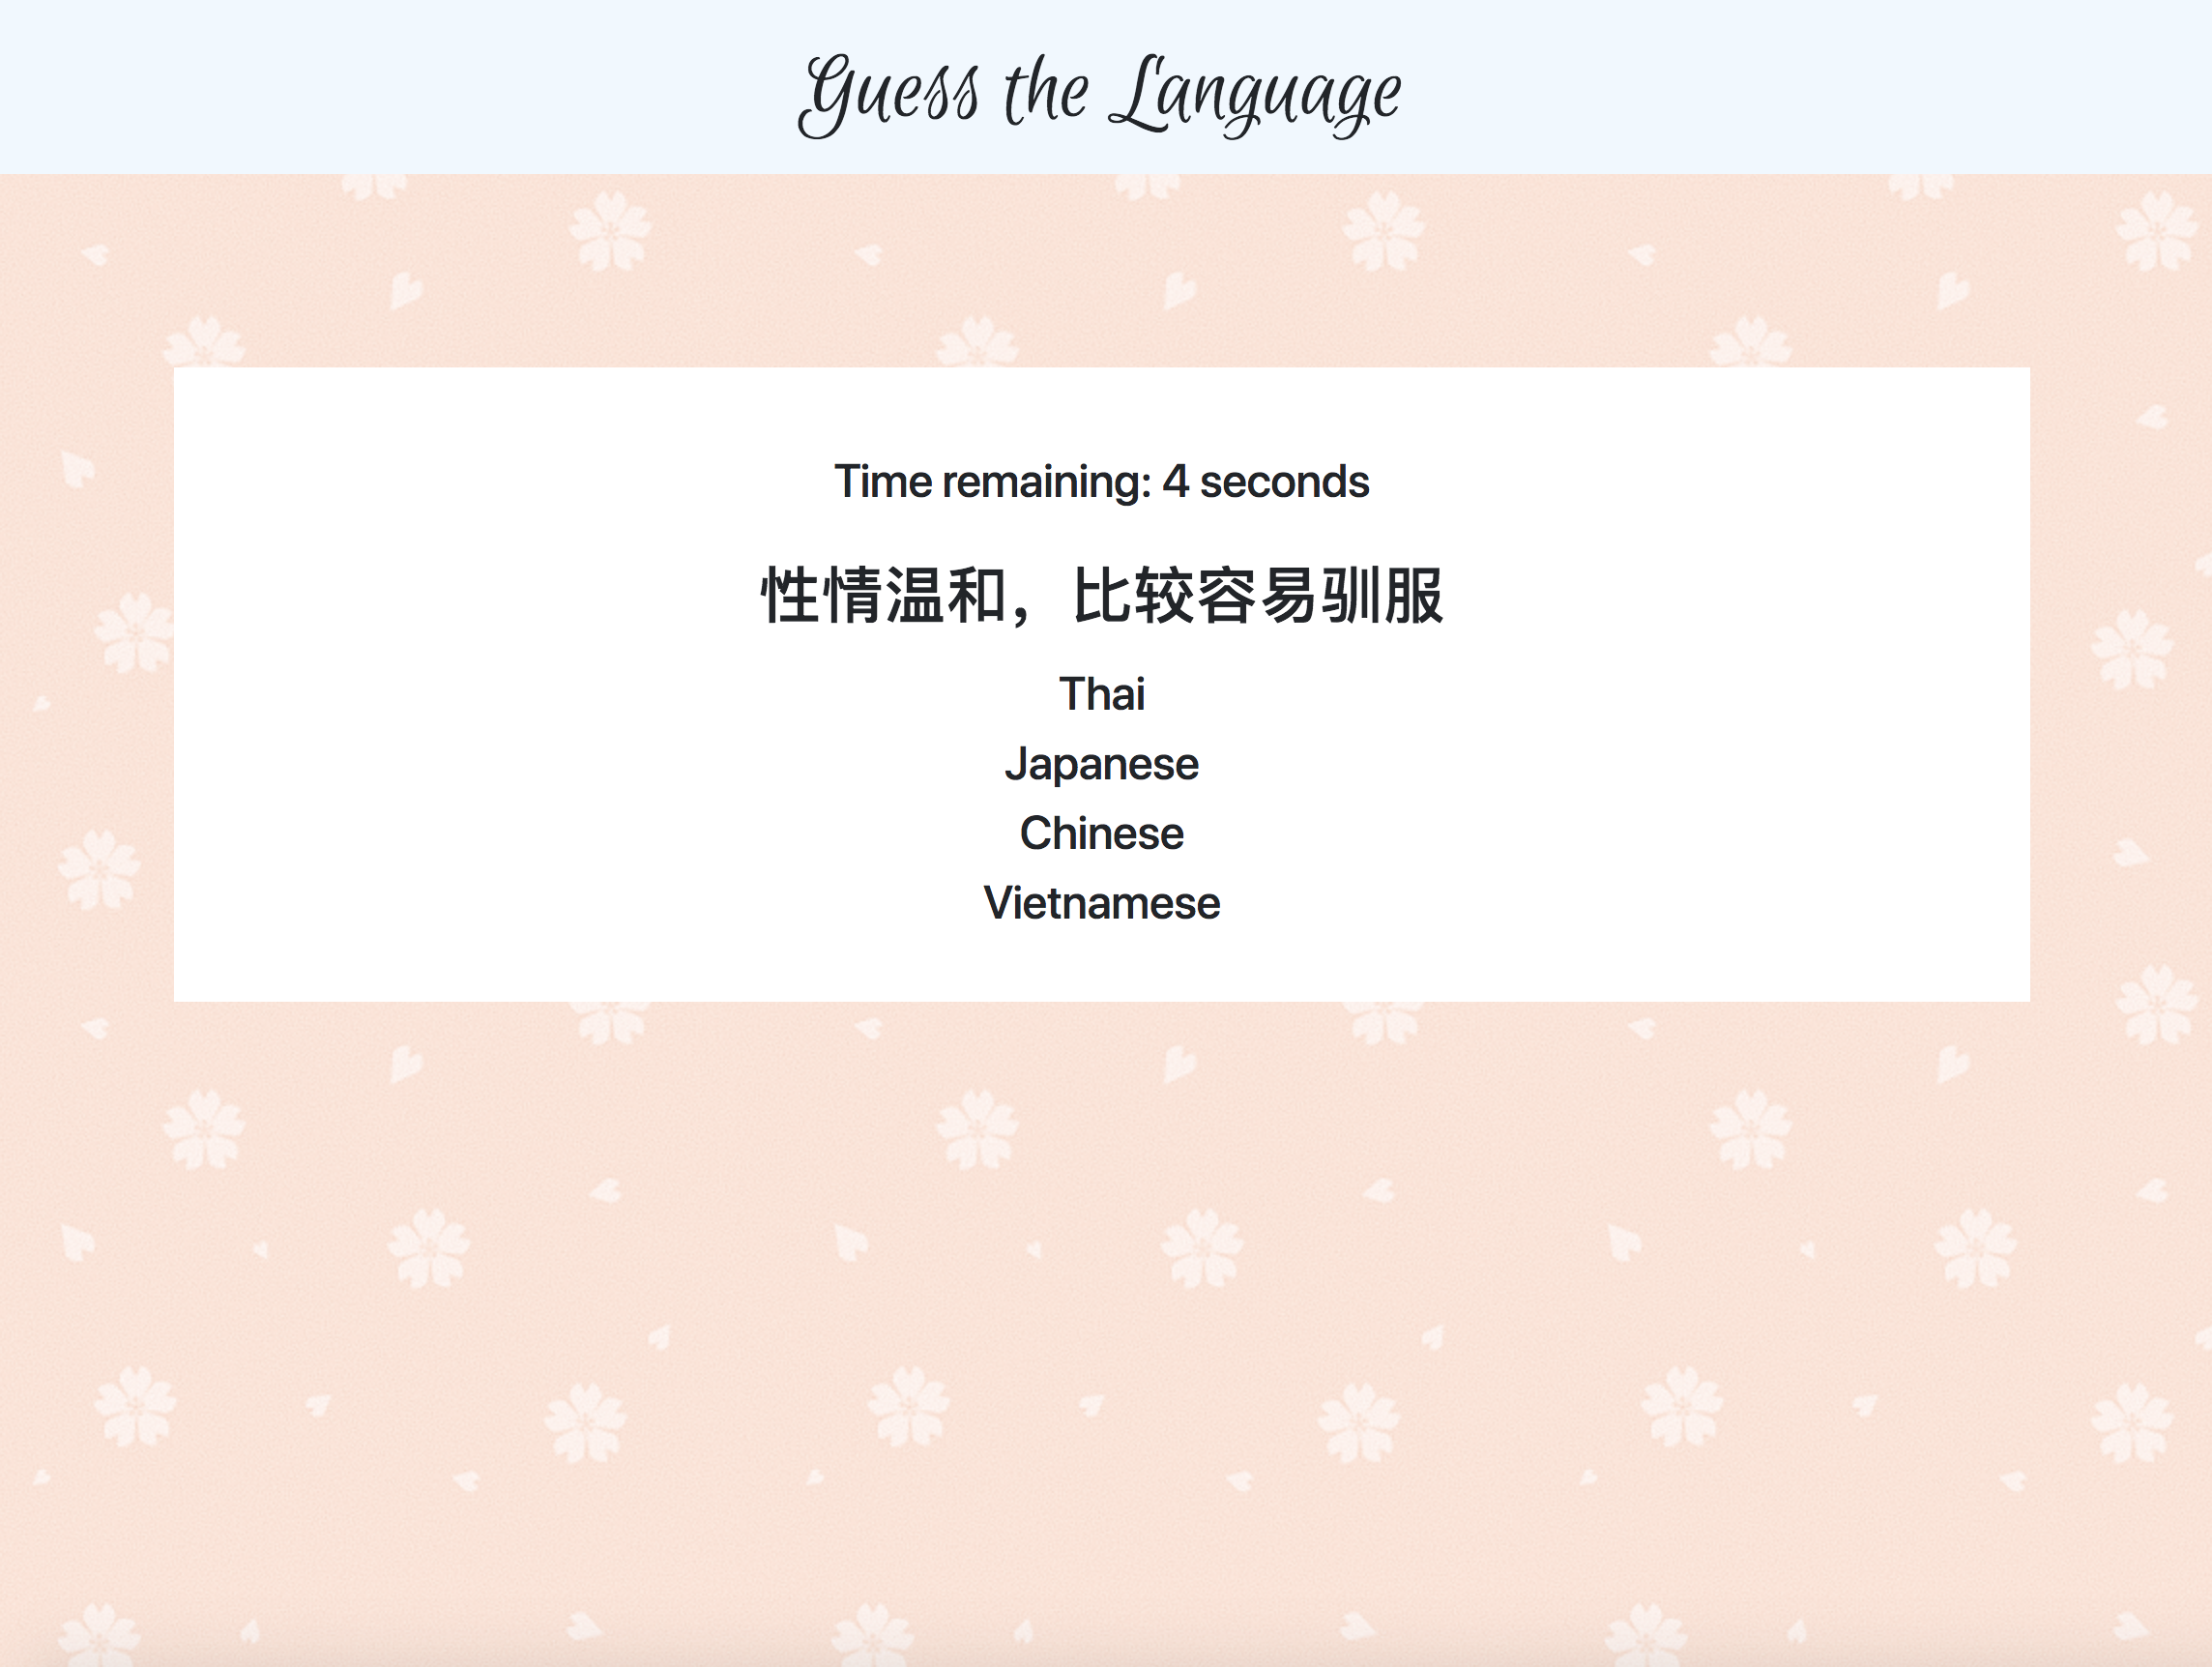 Guess the Language
Time remaining: 4 seconds
性情温和，比较容易驯服
Thai
Japanese
Chinese
Vietnamese